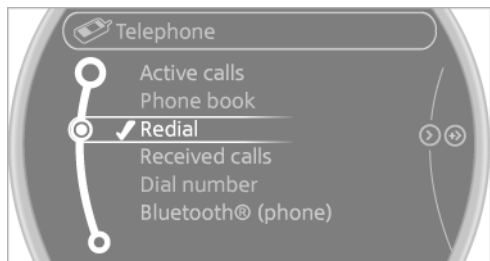 Telephone
Active calls
Phone book
Redial
Received calls
Dial number
Bluetooth® (phone)